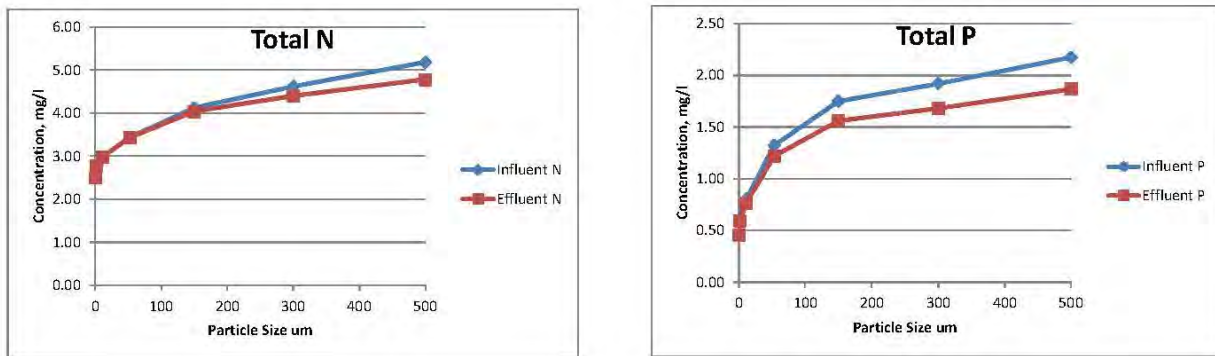 Total N
6.00
5.00
4.00
3.00
2.00
1.00
0.00
Concentration, mg/l
0 100 200 300 400 500
Particle Size um
Influent N
Effluent N
Total P
2.50
2.00
1.50
1.00
0.50
0.00
Concentration, mg/l
0 100 200 300 400 500
Particle Size um
Influent P
Effluent P